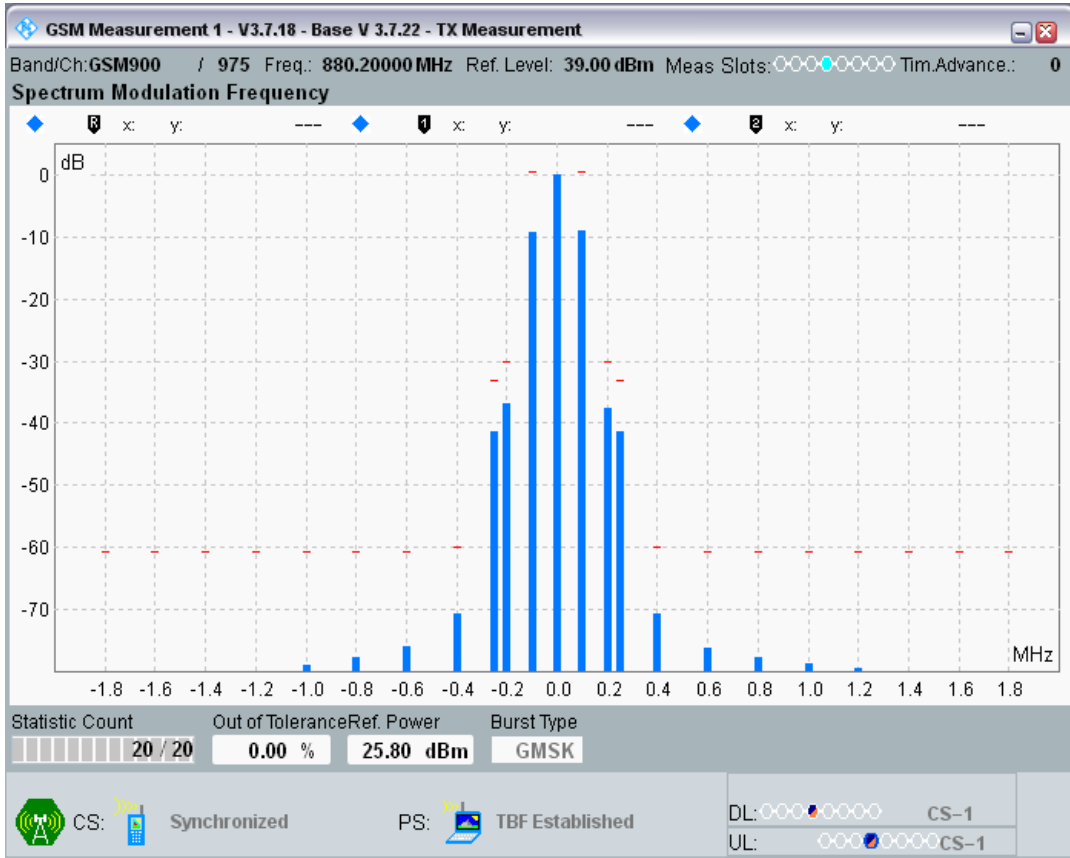 GSM Measurement 1 - V3.7.18 - Base V 3.7.22 - TX Measurement
Band/Ch:GSM900 / 975 Freq.: 880.20000 MHz Ref. Level: 39.00 dBm Meas Slots: Tim.Advance.: 0
Spectrum Modulation Frequency
R x: y: --- 1 x: y: --- 2 x: y: ---
dB
0
-10
-20
-30
-40
-50
-60
-70
MHz
-1.8 -1.6 -1.4 -1.2 -1.0 -0.8 -0.6 -0.4 -0.2 0.0 0.2 0.4 0.6 0.8 1.0 1.2 1.4 1.6 1.8
Statistic Count Out of Tolerance Ref. Power Burst Type
20 / 20 0.00 % 25.80 dBm GMSK
CS: Synchronized PS: TBF Established
DL: CS-1
UL: CS-1